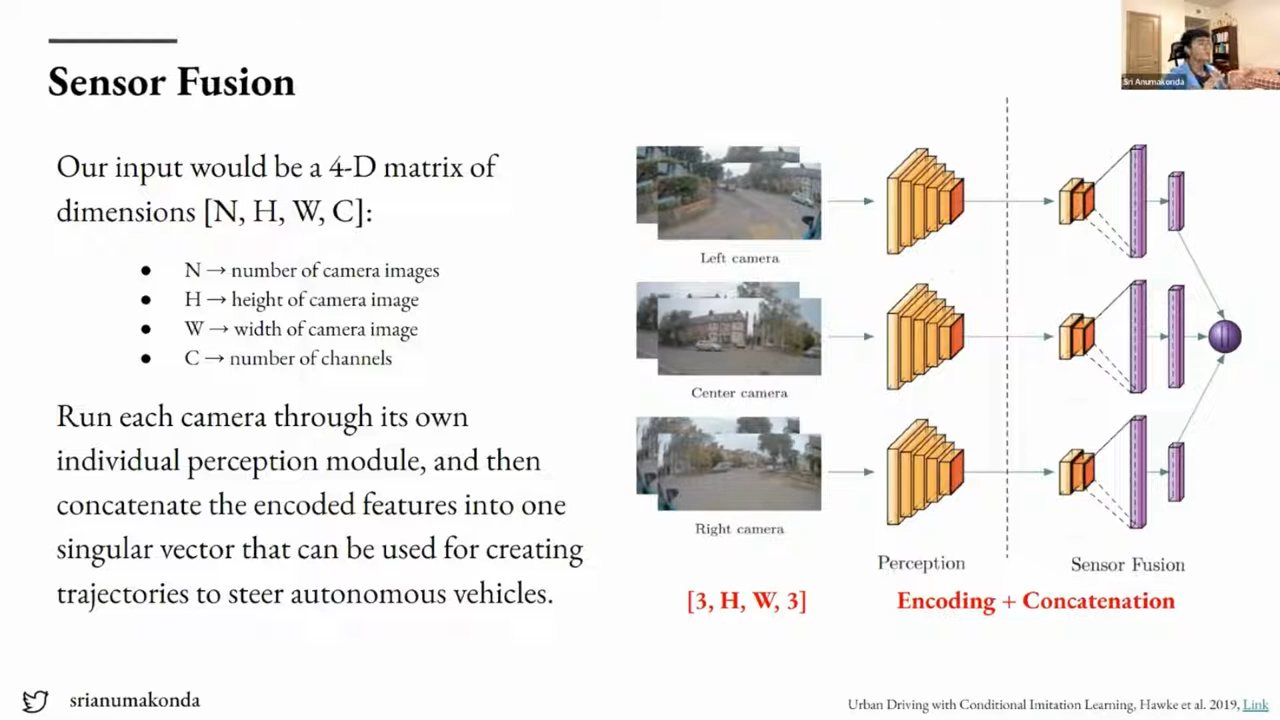 Sensor Fusion
Our input would be a 4-D matrix of
dimensions [N, H, W, C]:
● N → number of camera images
● H → height of camera image
● W → width of camera image
● C → number of channels
Run each camera through its own
individual perception module, and then
concatenate the encoded features into one
singular vector that can be used for creating
trajectories to steer autonomous vehicles.
Sri Anumakonda
Left camera
Center camera
Right camera
Perception
Sensor Fusion
[3, H, W, 3]
Encoding + Concatenation
srianumakonda
Urban Driving with Conditional Imitation Learning, Hawke et al. 2019, Link